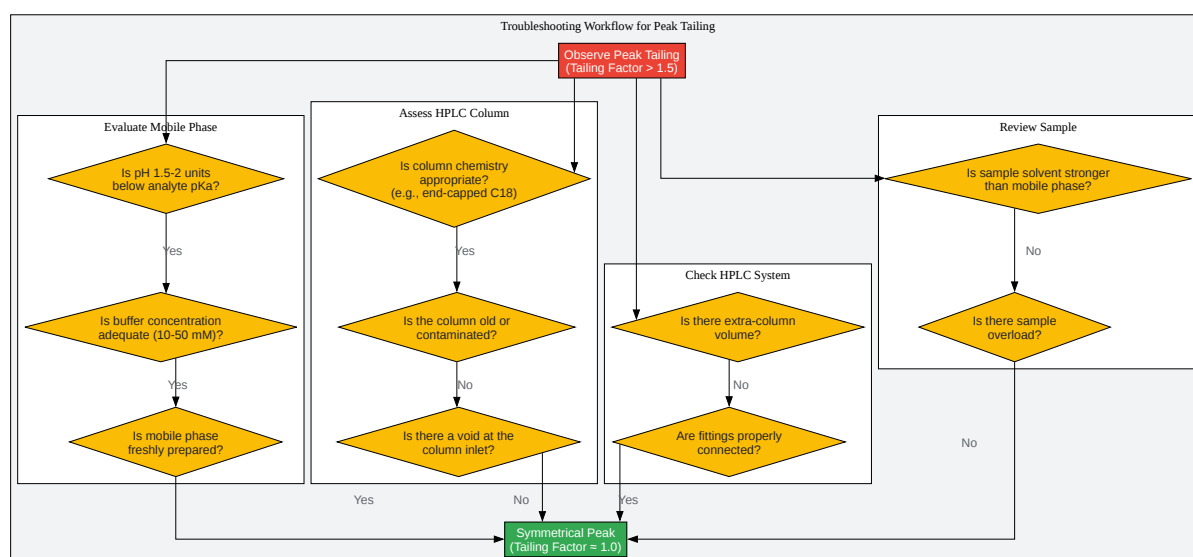 Troubleshooting Workflow for Peak Tailing
Observe Peak Tailing
(Tailing Factor > 1.5)
Evaluate Mobile Phase
Is pH 1.5-2 units
below analyte pKa?
Yes
Is buffer concentration
adequate (10-50 mM)?
Yes
Is mobile phase
freshly prepared?
Yes
Assess HPLC Column
Is column chemistry
appropriate?
(e.g., end-capped C18)
Yes
Is the column old or
contaminated?
No
Is there a void at the
column inlet?
No
Check HPLC System
Is there extra-column
volume?
No
Are fittings properly
connected?
Yes
Review Sample
Is sample solvent stronger
than mobile phase?
No
Is there sample
overload?
No
Symmetrical Peak
(Tailing Factor ≈ 1.0)